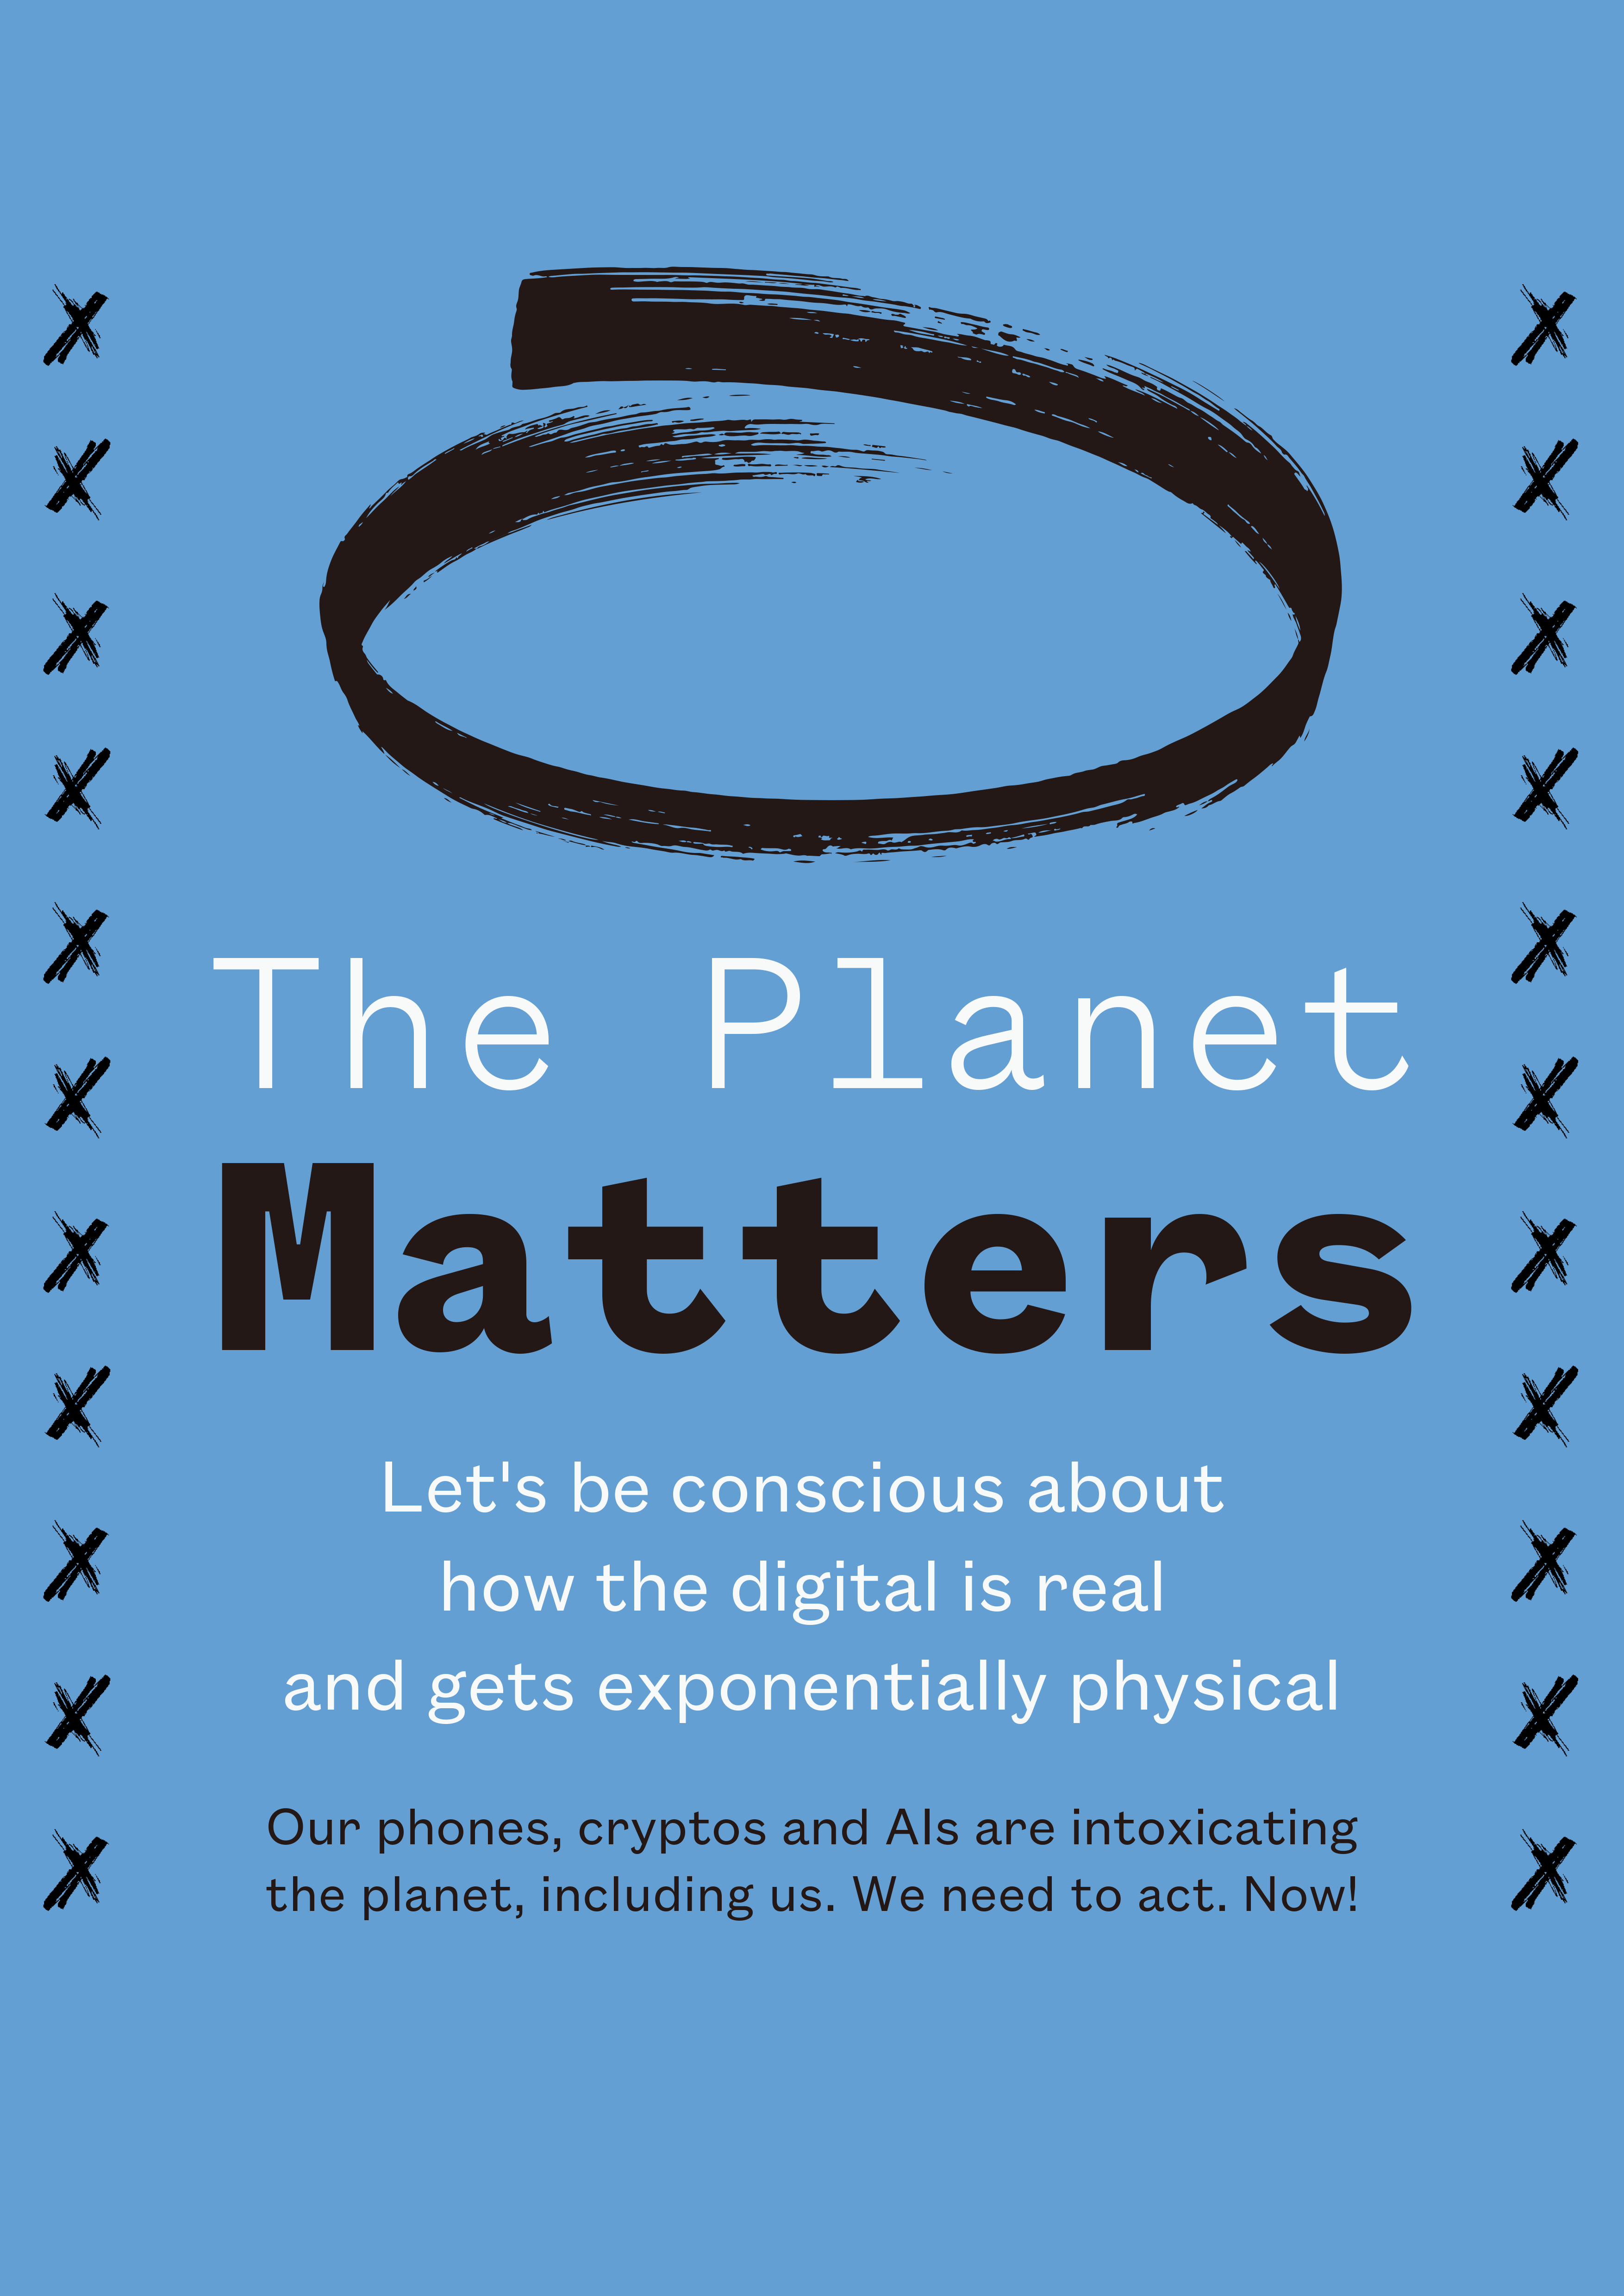 The Planet
Matters
Let's be conscious about
how the digital is real
and gets exponentially physical
Our phones, cryptos and AIs are intoxicating
the planet, including us. We need to act. Now!